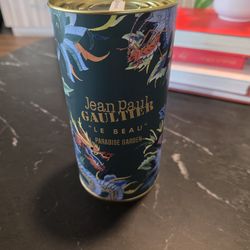 Jean Paul
GAULTIER
"LE BEAU"
PARADISE GARDEN